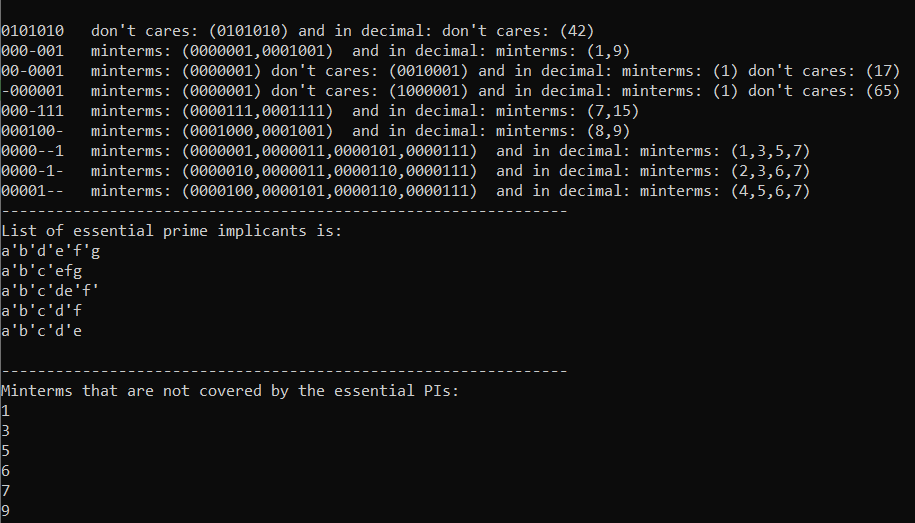 0101010   don't cares: (0101010) and in decimal: don't cares: (42)
000-001   minterms: (0000001,0001001)  and in decimal: minterms: (1,9)
00-0001   minterms: (0000001) don't cares: (0010001) and in decimal: minterms: (1) don't cares: (17)
-000001   minterms: (0000001) don't cares: (1000001) and in decimal: minterms: (1) don't cares: (65)
000-111   minterms: (0000111,0001111)  and in decimal: minterms: (7,15)
000100-   minterms: (0001000,0001001)  and in decimal: minterms: (8,9)
0000--1   minterms: (0000001,0000011,0000101,0000111)  and in decimal: minterms: (1,3,5,7)
0000-1-   minterms: (0000010,0000011,0000110,0000111)  and in decimal: minterms: (2,3,6,7)
00001--   minterms: (0000100,0000101,0000110,0000111)  and in decimal: minterms: (4,5,6,7)
---------------------------------------------------------------
List of essential prime implicants is:
a'b'd'e'f'g
a'b'c'efg
a'b'c'de'f'
a'b'c'd'f
a'b'c'd'e
---------------------------------------------------------------
Minterms that are not covered by the essential PIs:
1
3
5
6
7
9